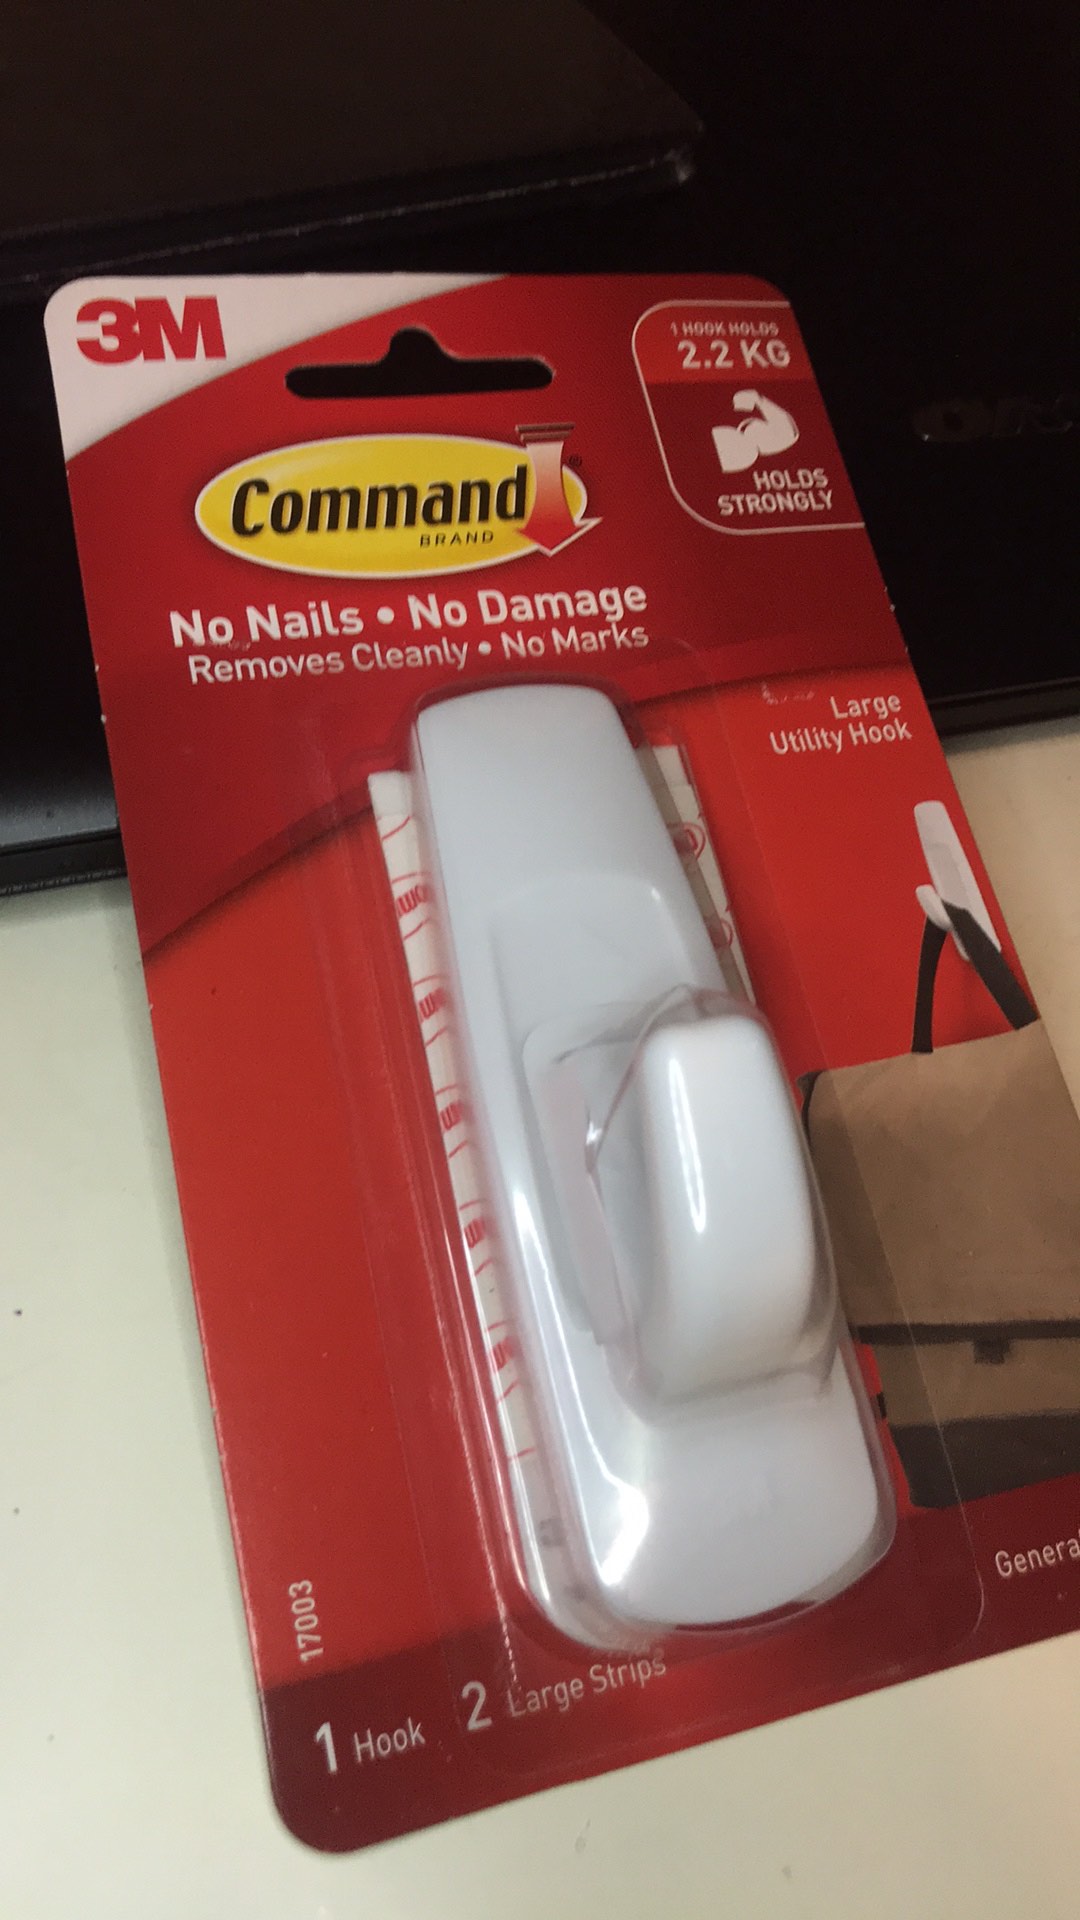 3M
1 HOOK HOLDS
2.2 KG
HOLDS
STRONGLY
Command
BRAND
No Nails • No Damage
Removes Cleanly • No Marks
Large
Utility Hook
General
17003
1 Hook 2 Large Strips